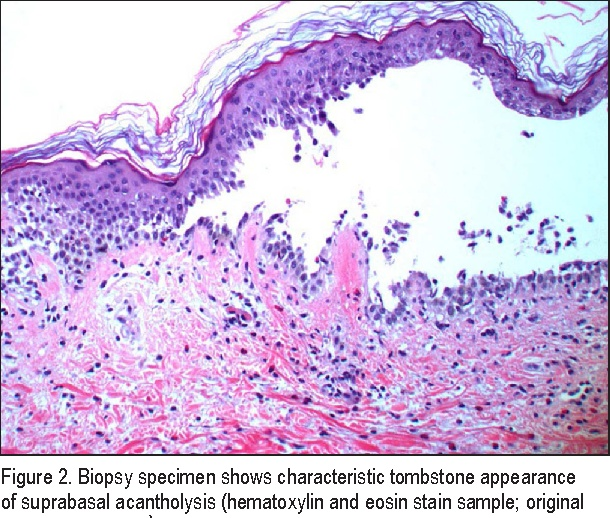 Figure 2. Biopsy specimen shows characteristic tombstone appearance
of suprabasal acantholysis (hematoxylin and eosin stain sample; original